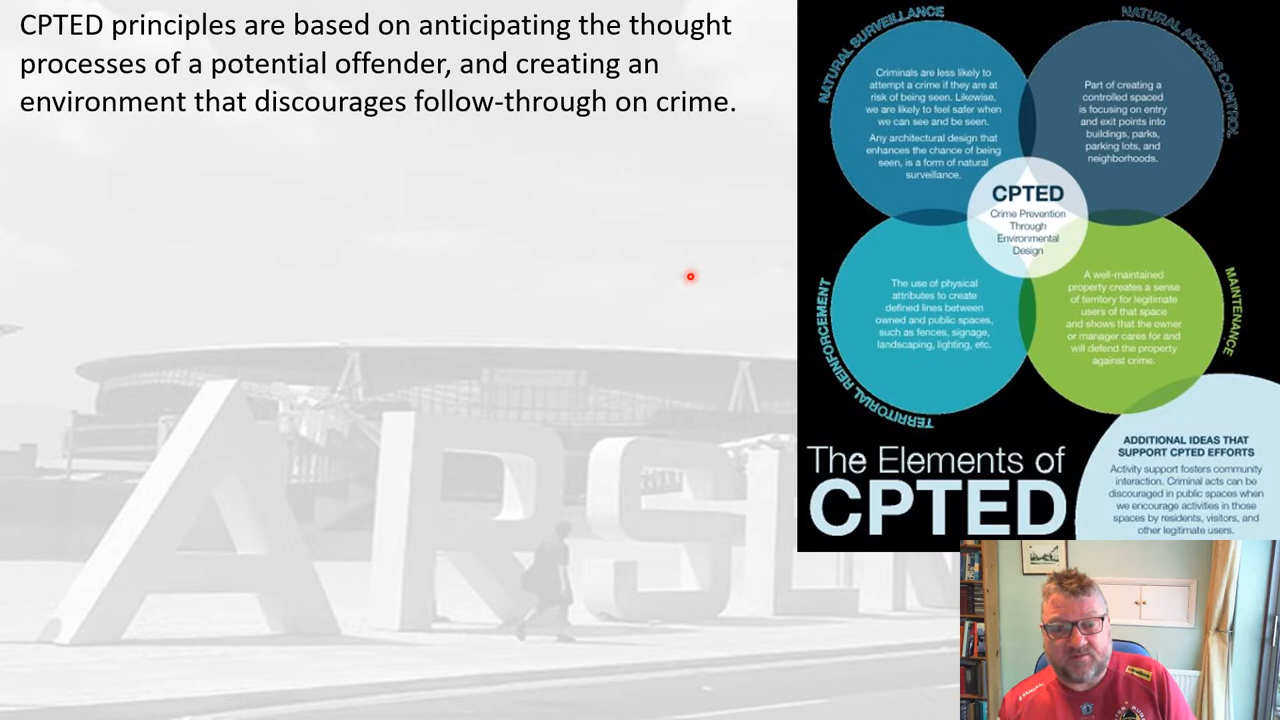 CPTED principles are based on anticipating the thought
processes of a potential offender, and creating an
environment that discourages follow-through on crime.
NATURAL SURVEILLANCE
Criminals are less likely to
attempt a crime if they are at
risk of being seen. Likewise,
we are likely to feel safer when
we can see and be seen.
Any architectural design that
enhances the chance of being
seen, is a form of natural
surveillance.
NATURAL ACCESS CONTROL
Part of creating a
controlled spaced
is focusing on entry
and exit points into
buildings, parks,
parking lots, and
neighborhoods.
CPTED
Crime Prevention
Through
Environmental
Design
TERRITORIAL REINFORCEMENT
The use of physical
attributes to create
defined lines between
owned and public spaces,
such as fences, signage,
landscaping, lighting, etc.
MAINTENANCE
A well-maintained
property creates a sense
of territory for legitimate
users of that space
and shows that the owner
or manager cares for and
will defend the property
against crime.
The Elements of
CPTED
ADDITIONAL IDEAS THAT
SUPPORT CPTED EFFORTS
Activity support fosters community
interaction. Criminal acts can be
discouraged in public spaces when
we encourage activities in those
spaces by residents, visitors, and
other legitimate users.
ARSEN